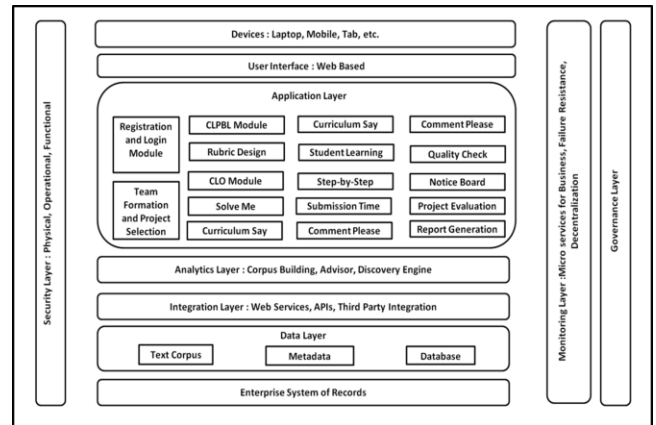 Security Layer : Physical, Operational, Functional
Devices : Laptop, Mobile, Tab, etc.
User Interface : Web Based
Application Layer
Registration
and Login
Module
Team
Formation
and Project
Selection
CLPBL Module
Rubric Design
CLO Module
Solve Me
Curriculum Say
Curriculum Say
Student Learning
Step-by-Step
Submission Time
Comment Please
Comment Please
Quality Check
Notice Board
Project Evaluation
Report Generation
Analytics Layer : Corpus Building, Advisor, Discovery Engine
Integration Layer : Web Services, APIs, Third Party Integration
Data Layer
Text Corpus
Metadata
Database
Enterprise System of Records
Monitoring Layer :Micro services for Business, Failure Resistance,
Decentralization
Governance Layer